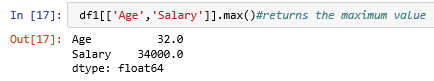 In [17]: df1[['Age','Salary']].max()#returns the maximum value
Out[17]: Age 32.0
Salary 34000.0
dtype: float64